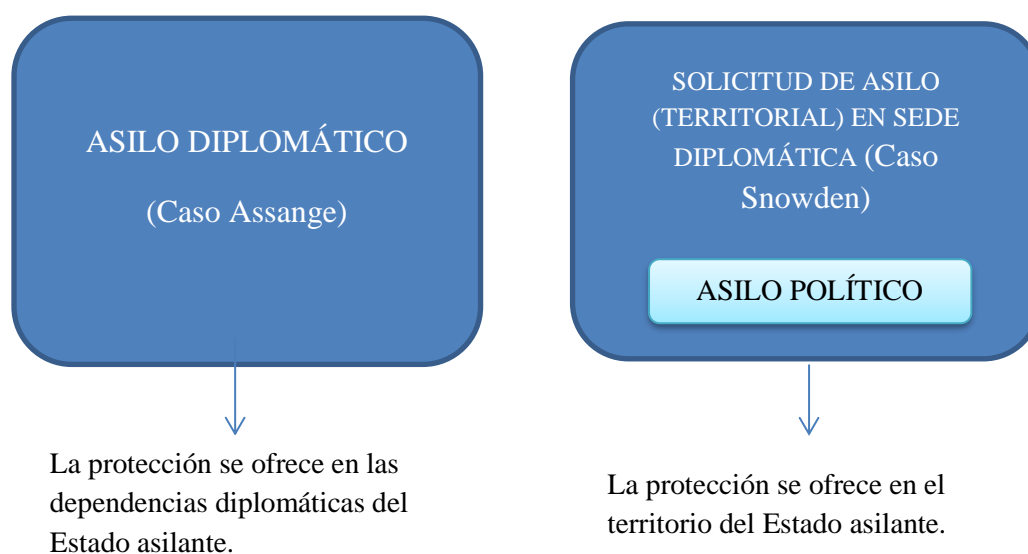 ASILO DIPLOMÁTICO
(Caso Assange)
La protección se ofrece en las
dependencias diplomáticas del
Estado asilante.
SOLICITUD DE ASILO
(TERRITORIAL) EN SEDE
DIPLOMÁTICA (Caso
Snowden)
ASILO POLÍTICO
La protección se ofrece en el
territorio del Estado asilante.